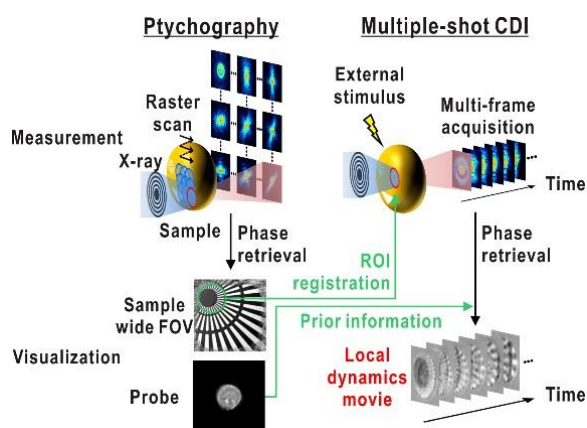 Ptychography
Multiple-shot CDI
External
stimulus
Raster
scan
Multi-frame
acquisition
Measurement
X-ray
Time
Sample
Phase
retrieval
Phase
retrieval
ROI
registration
Sample
wide FOV
Prior information
Visualization
Local
dynamics
movie
Probe
Time